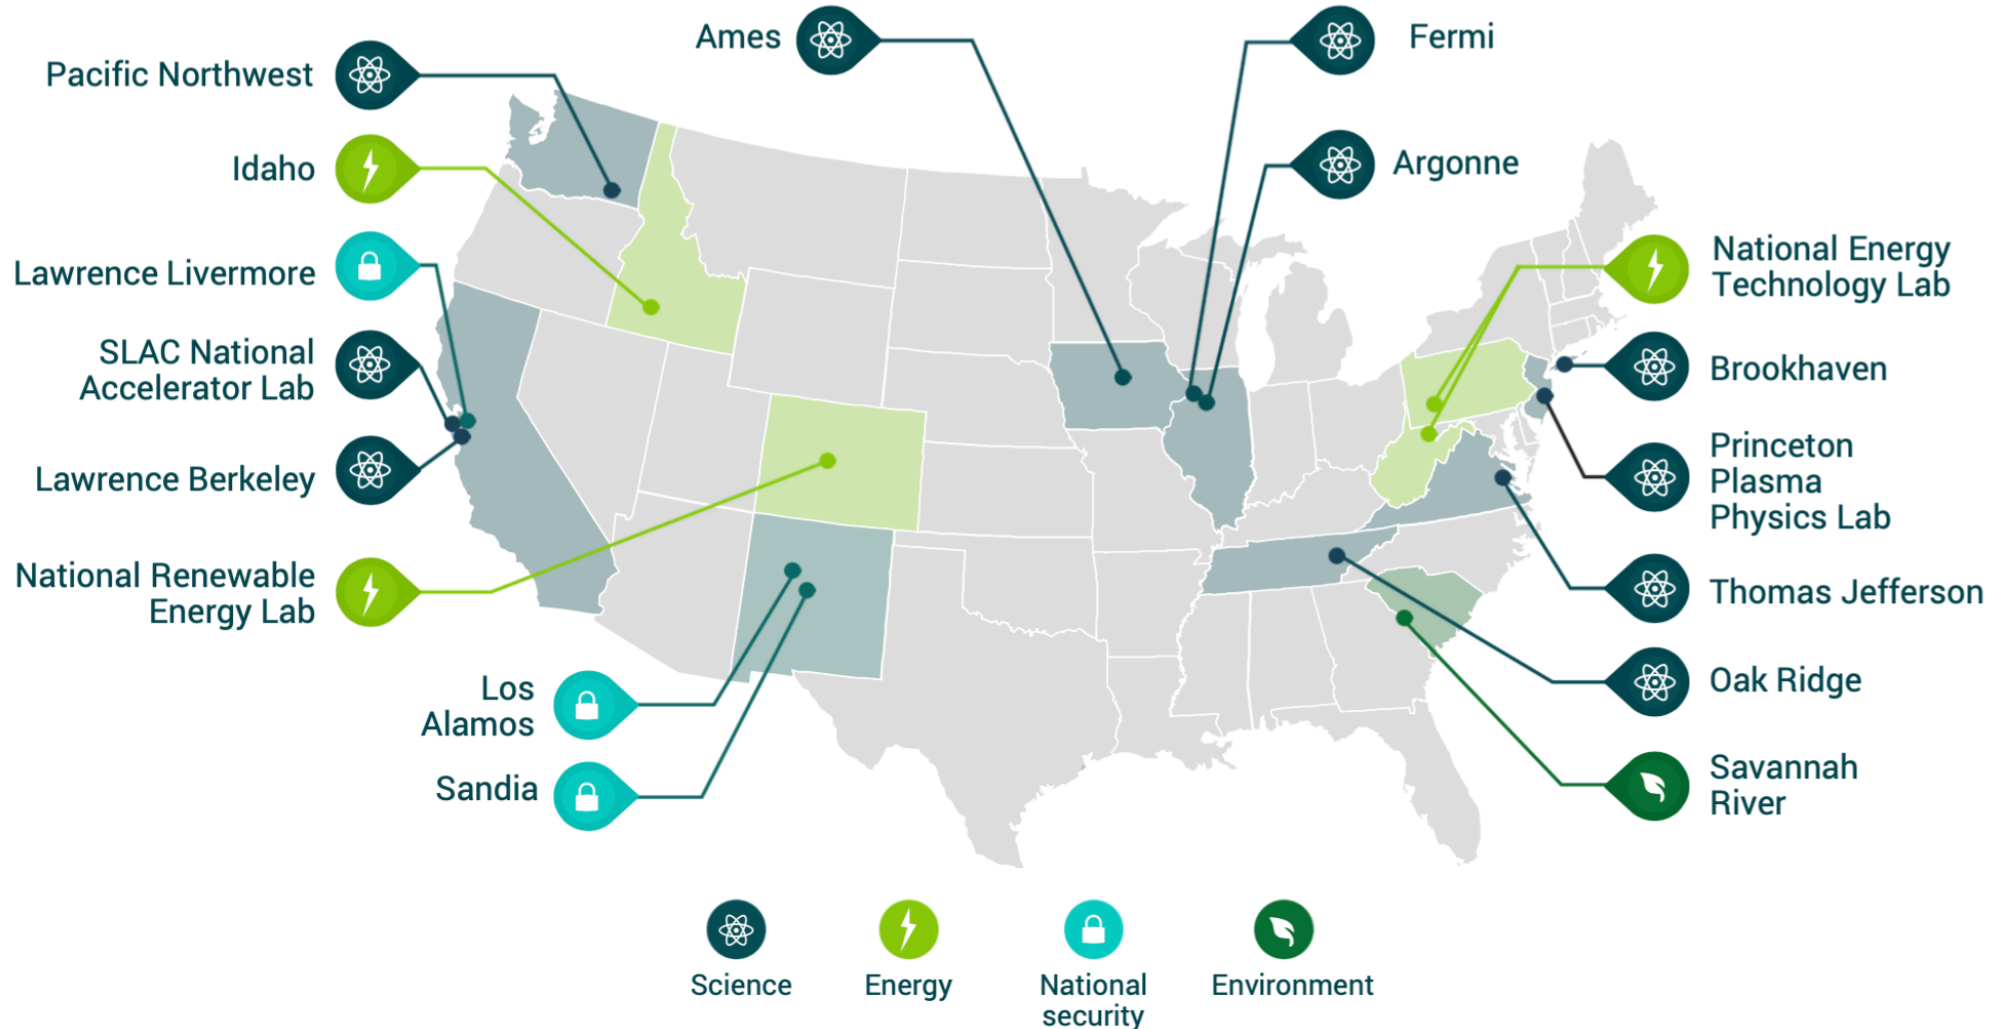 Ames
Fermi
Pacific Northwest
Argonne
Idaho
National Energy
Technology Lab
Lawrence Livermore
SLAC National
Accelerator Lab
Brookhaven
Lawrence Berkeley
Princeton
Plasma
Physics Lab
National Renewable
Energy Lab
Thomas Jefferson
Los
Alamos
Oak Ridge
Sandia
Savannah
River
Science
Energy
National
security
Environment